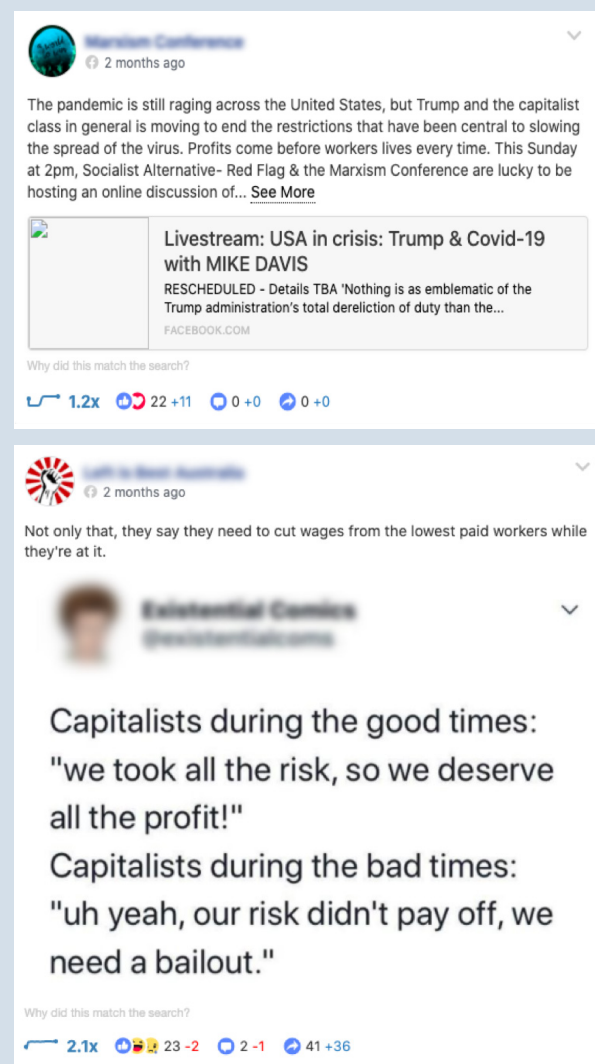 2 months ago
The pandemic is still raging across the United States, but Trump and the capitalist
class in general is moving to end the restrictions that have been central to slowing
the spread of the virus. Profits come before workers lives every time. This Sunday
at 2pm, Socialist Alternative- Red Flag & the Marxism Conference are lucky to be
hosting an online discussion of... See More
Livestream: USA in crisis: Trump & Covid-19
with MIKE DAVIS
RESCHEDULED - Details TBA 'Nothing is as emblematic of the
Trump administration's total dereliction of duty than the...
FACEBOOK.COM
Why did this match the search?
1.2x 22 +11 0 +0 0 +0
2 months ago
Not only that, they say they need to cut wages from the lowest paid workers while
they're at it.
Capitalists during the good times:
"we took all the risk, so we deserve
all the profit!"
Capitalists during the bad times:
"uh yeah, our risk didn't pay off, we
need a bailout."
Why did this match the search?
2.1x 23 -2 2 -1 41 +36